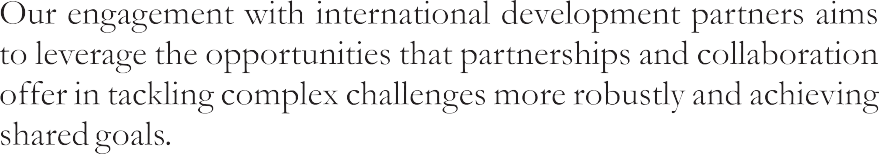 Our engagement with international development partners aims
to leverage the opportunities that partnerships and collaboration
offer in tackling complex challenges more robustly and achieving
shared goals.